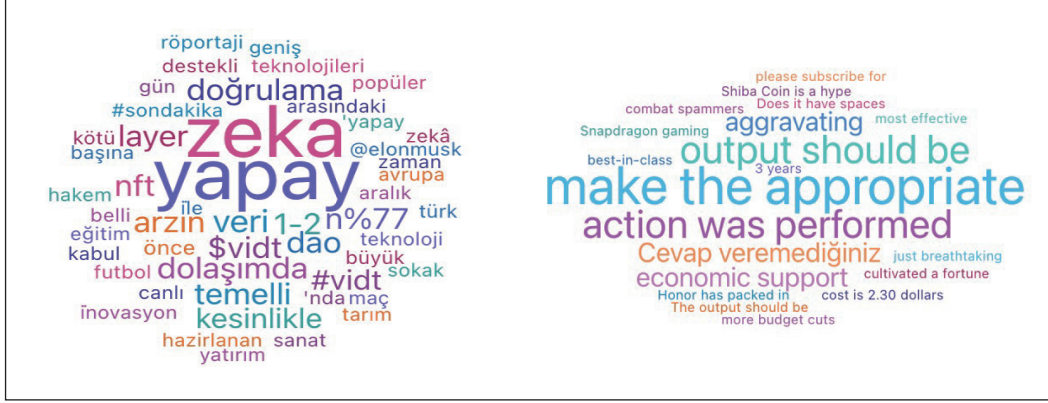 röportaji geniş
destekli teknolojileri
gün doğrulama popüler
#sondakika arasındaki
kötü layer zeka 'yapay zekâ
başına yapay @elonmusk
zaman
hakem nft avrupa
aralık
belli arzın ile veri 1-2 n%77 türk
eğitim $vidt dao teknoloji
kabul önce büyük
futbol dolaşımda #vidt sokak
canlı temelli 'nda maç
înovasyon kesinlikle tarım
hazirlanan sanat
yatırım
please subscribe for
Shiba Coin is a hype
combat spammers Does it have spaces
aggravating most effective
Snapdragon gaming
output should be
best-in-class 3 years
make the appropriate
action was performed
Cevap veremediğiniz just breathtaking
economic support cultivated a fortune
Honor has packed in cost is 2.30 dollars
The output should be
more budget cuts